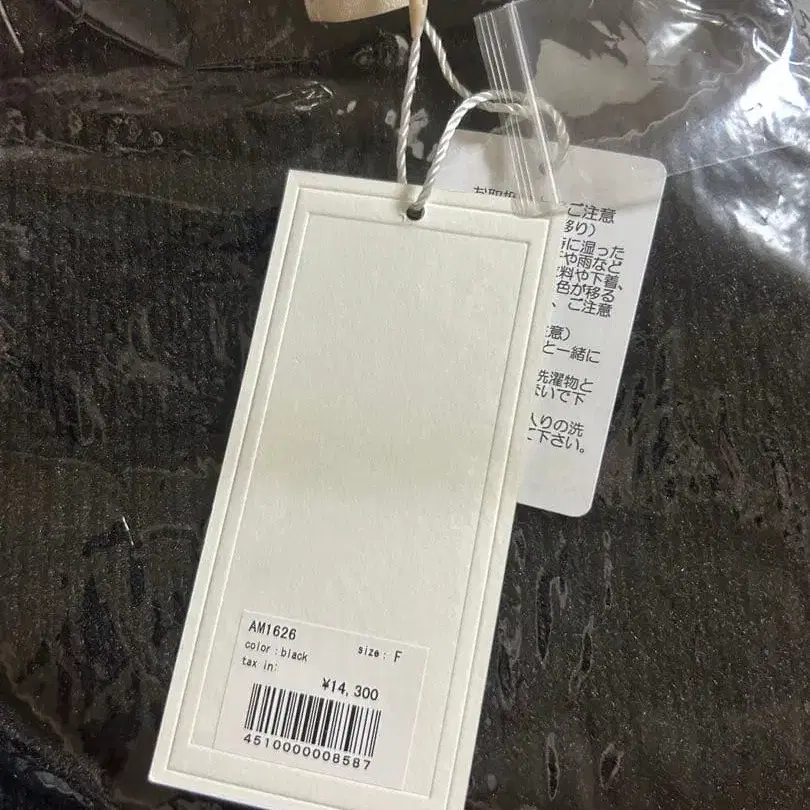 AM1626
color : black
size : F
tax in:
¥14,300
4510000008587
ご注意
移り)
に湿った
や雨など
料や下着、
色が移る
、ご注意
意)
と一緒に
洗濯物と
いで下
入りの洗
下さい。